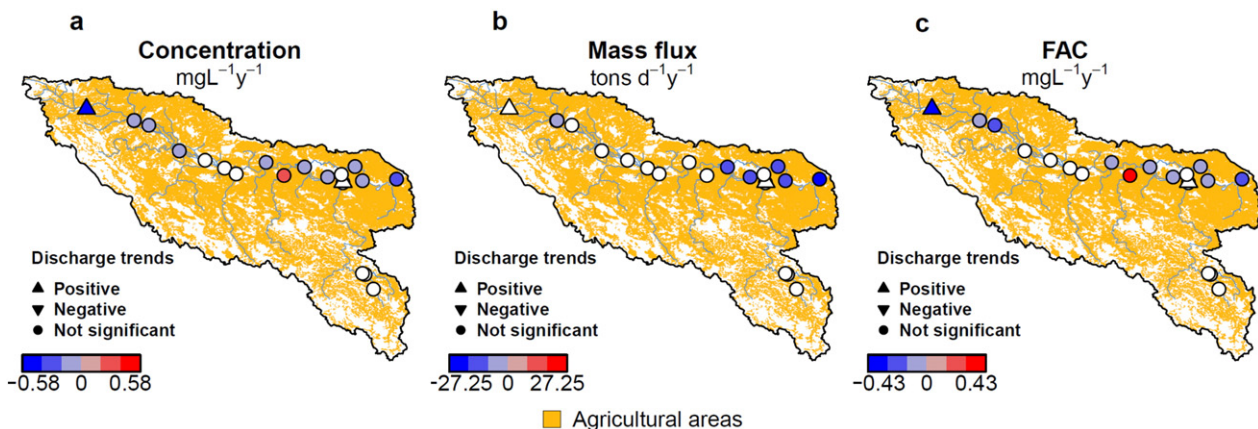 a
Concentration
mgL⁻¹y⁻¹
Discharge trends
Positive
Negative
Not significant
−0.58 0 0.58
b
Mass flux
tons d⁻¹y⁻¹
Discharge trends
Positive
Negative
Not significant
-27.25 0 27.25
c
FAC
mgL⁻¹y⁻¹
Discharge trends
Positive
Negative
Not significant
−0.43 0 0.43
Agricultural areas